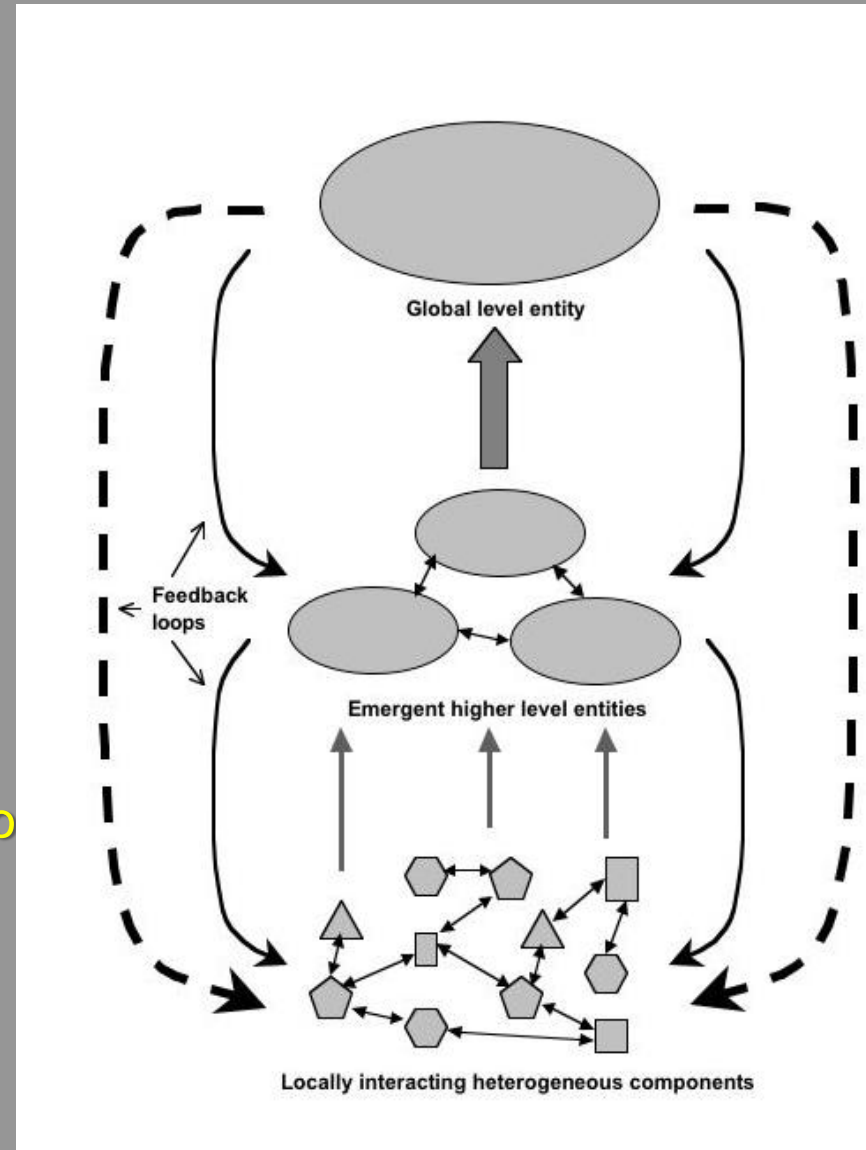 Global level entity
Feedback
loops
Emergent higher level entities
Locally interacting heterogeneous components